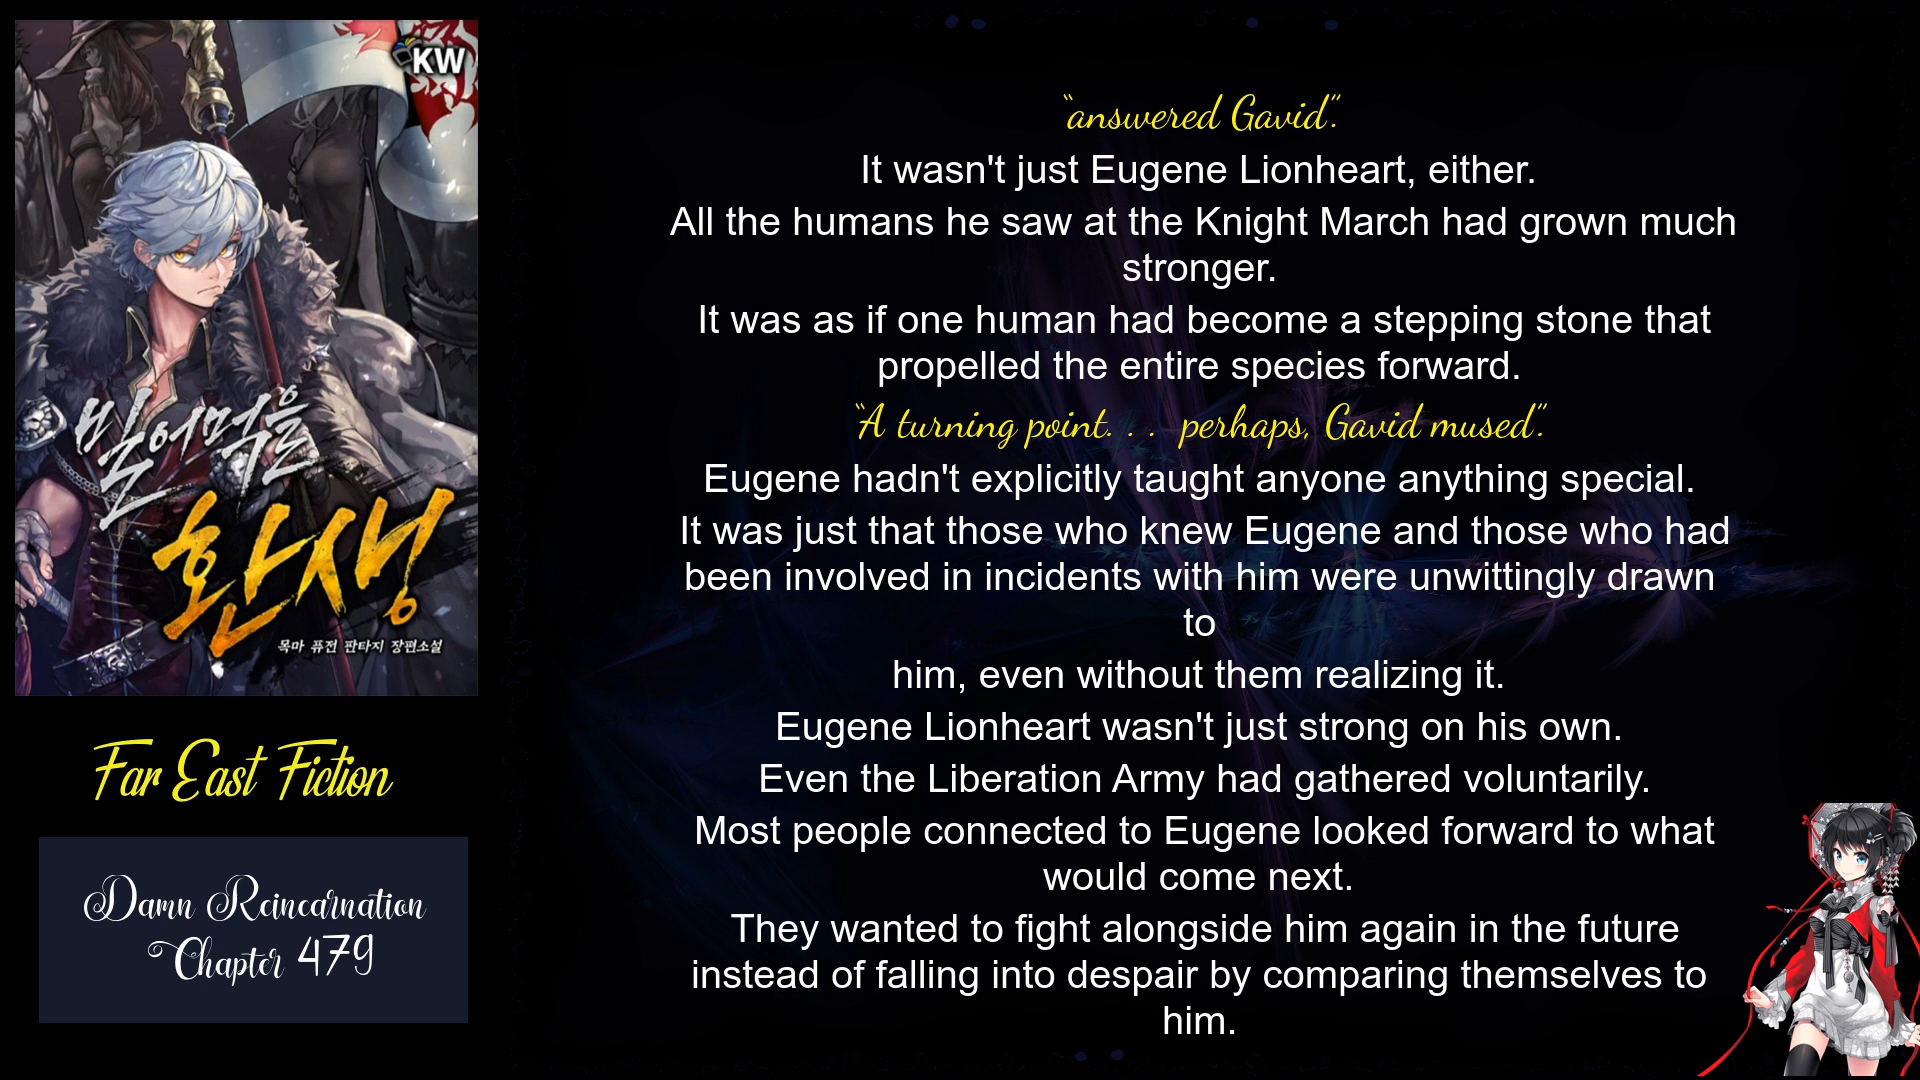 KW
빌어먹을
환생
목마 퓨전 판타지 장편소설
Far East Fiction
Damn Reincarnation
Chapter 479
“answered Gavid”.
It wasn't just Eugene Lionheart, either.
All the humans he saw at the Knight March had grown much
stronger.
It was as if one human had become a stepping stone that
propelled the entire species forward.
“A turning point. . . perhaps, Gavid mused”.
Eugene hadn't explicitly taught anyone anything special.
It was just that those who knew Eugene and those who had
been involved in incidents with him were unwittingly drawn
to
him, even without them realizing it.
Eugene Lionheart wasn't just strong on his own.
Even the Liberation Army had gathered voluntarily.
Most people connected to Eugene looked forward to what
would come next.
They wanted to fight alongside him again in the future
instead of falling into despair by comparing themselves to
him.